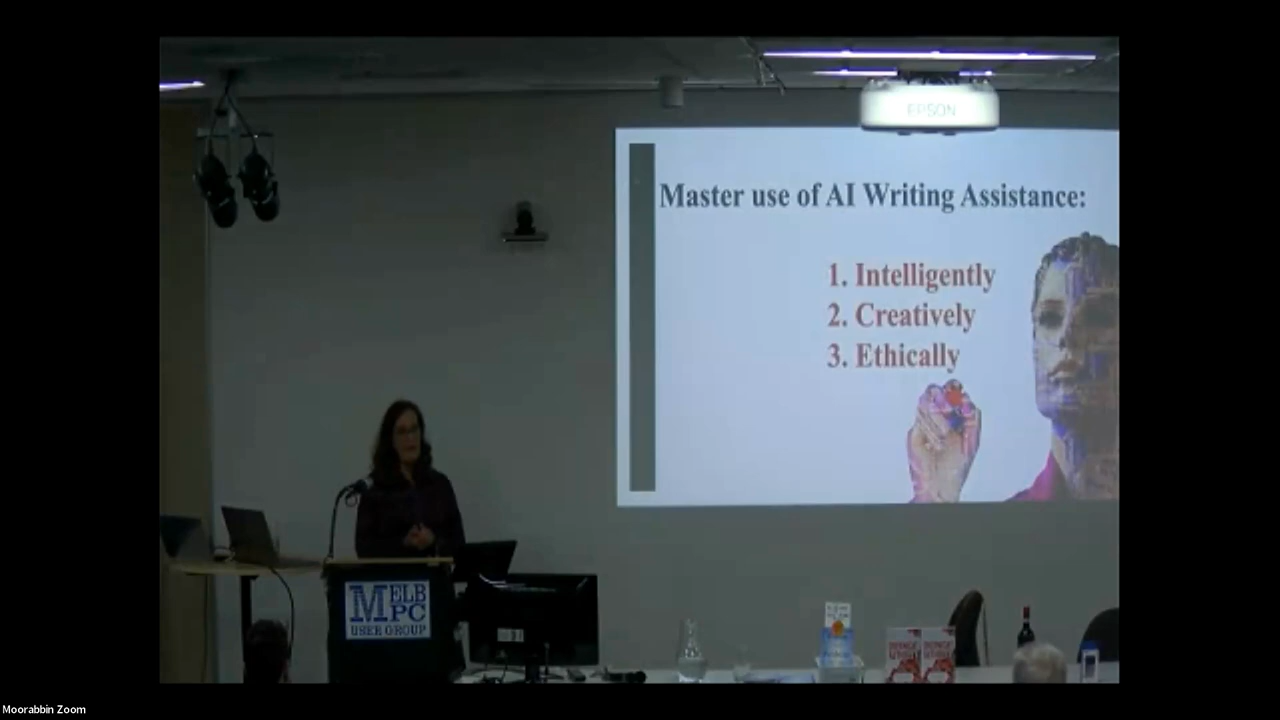 EPSON
Master use of AI Writing Assistance:
1. Intelligently
2. Creatively
3. Ethically
MELB
PC
USER GROUP
Moorabbin Zoom